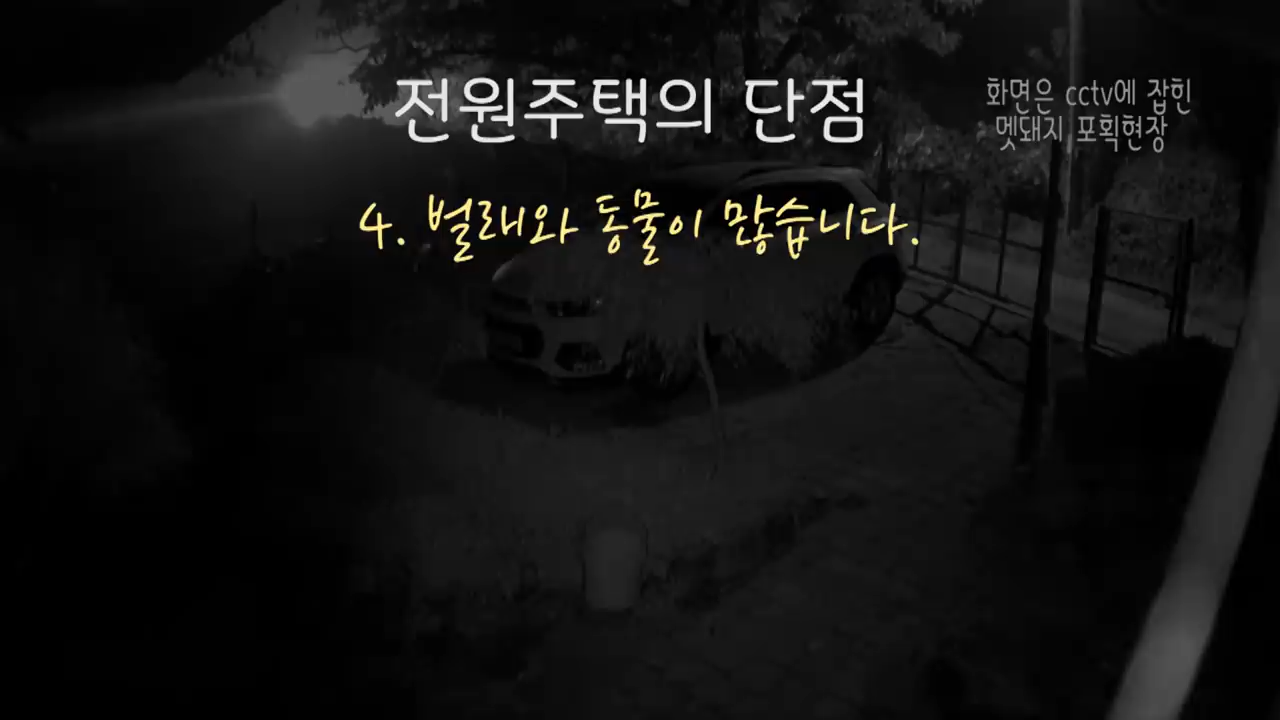 전원주택의 단점
화면은 cctv에 잡힌
멧돼지 포획현장
4. 벌래와 동물이 많습니다.